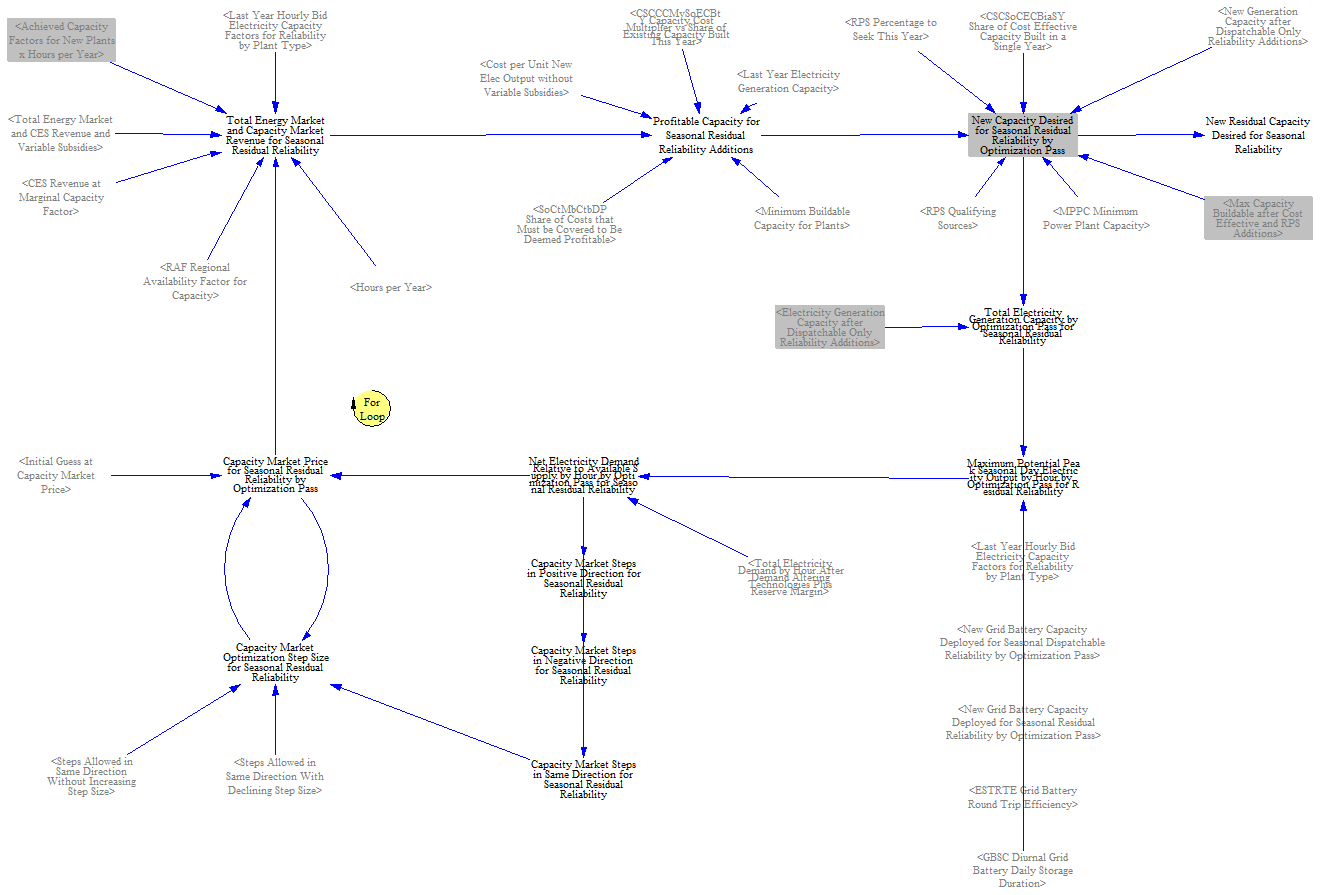 <Achieved Capacity
Factors for New Plants
x Hours per Year>
<Last Year Hourly Bid
Electricity Capacity
Factors for Reliability
by Plant Type>
<CSCCCMvSoECBt
Y Capacity Cost
Multiplier vs Share of
Existing Capacity Built
This Year>
<RPS Percentage to
Seek This Year>
<CSCSoCECBiaSY
Share of Cost Effective
Capacity Built in a
Single Year>
<New Generation
Capacity after
Dispatchable Only
Reliability Additions>
<Cost per Unit New
Elec Output without
Variable Subsidies>
<Last Year Electricity
Generation Capacity>
<Total Energy Market
and CES Revenue and
Variable Subsidies>
Total Energy Market
and Capacity Market
Revenue for Seasonal
Residual Reliability
Profitable Capacity for
Seasonal Residual
Reliability Additions
New Capacity Desired
for Seasonal Residual
Reliability by
Optimization Pass
New Residual Capacity
Desired for Seasonal
Reliability
<CES Revenue at
Marginal Capacity
Factor>
<SoCtMbCtbDP
Share of Costs that
Must be Covered to Be
Deemed Profitable>
<Minimum Buildable
Capacity for Plants>
<RPS Qualifying
Sources>
<MPPC Minimum
Power Plant Capacity>
<Max Capacity
Buildable after Cost
Effective and RPS
Additions>
<RAF Regional
Availability Factor for
Capacity>
<Hours per Year>
<Electricity Generation
Capacity after
Dispatchable Only
Reliability Additions>
Total Electricity
Generation Capacity by
Optimization Pass for
Seasonal Residual
Reliability
For
Loop
<Initial Guess at
Capacity Market
Price>
Capacity Market Price
for Seasonal Residual
Reliability by
Optimization Pass
Net Electricity Demand
Relative to Available S
upply by Hour by Opti
mization Pass for Seaso
nal Residual Reliability
Maximum Potential Pea
k Seasonal Day Electric
ity Output by Hour by
Optimization Pass for R
esidual Reliability
Capacity Market Steps
in Positive Direction for
Seasonal Residual
Reliability
<Total Electricity
Demand by Hour After
Demand Altering
Technologies Plus
Reserve Margin>
<Last Year Hourly Bid
Electricity Capacity
Factors for Reliability
by Plant Type>
Capacity Market
Optimization Step Size
for Seasonal Residual
Reliability
Capacity Market Steps
in Negative Direction
for Seasonal Residual
Reliability
<New Grid Battery Capacity
Deployed for Seasonal Dispatchable
Reliability by Optimization Pass>
<New Grid Battery Capacity
Deployed for Seasonal Residual
Reliability by Optimization Pass>
<Steps Allowed in
Same Direction
Without Increasing
Step Size>
<Steps Allowed in
Same Direction With
Declining Step Size>
Capacity Market Steps
in Same Direction for
Seasonal Residual
Reliability
<ESTRTE Grid Battery
Round Trip Efficiency>
<GBSC Diurnal Grid
Battery Daily Storage
Duration>